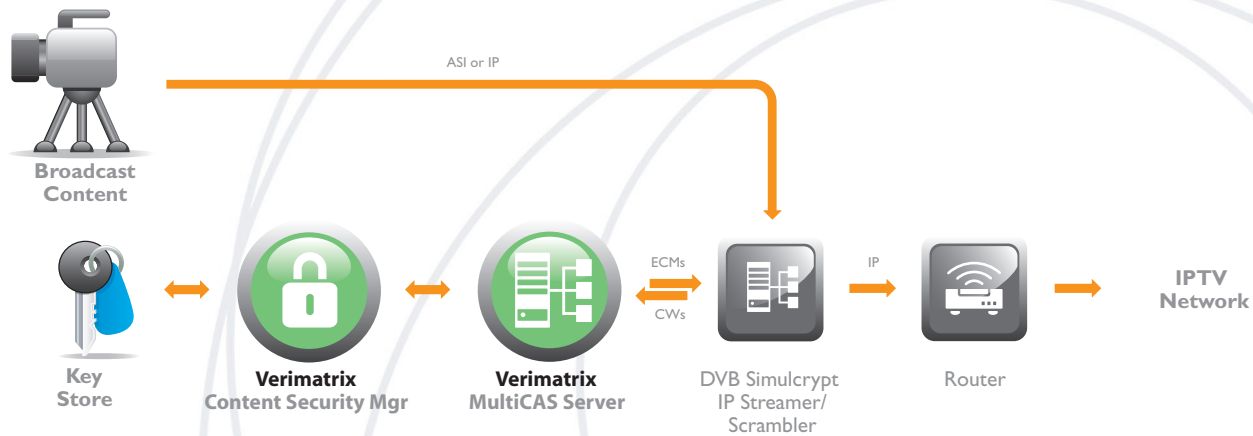 ASI or IP
Broadcast
Content
ECMs
CWs
IP
IPTV
Network
Key
Store
Verimatrix
Content Security Mgr
Verimatrix
MultiCAS Server
DVB Simulcrypt
IP Streamer/
Scrambler
Router